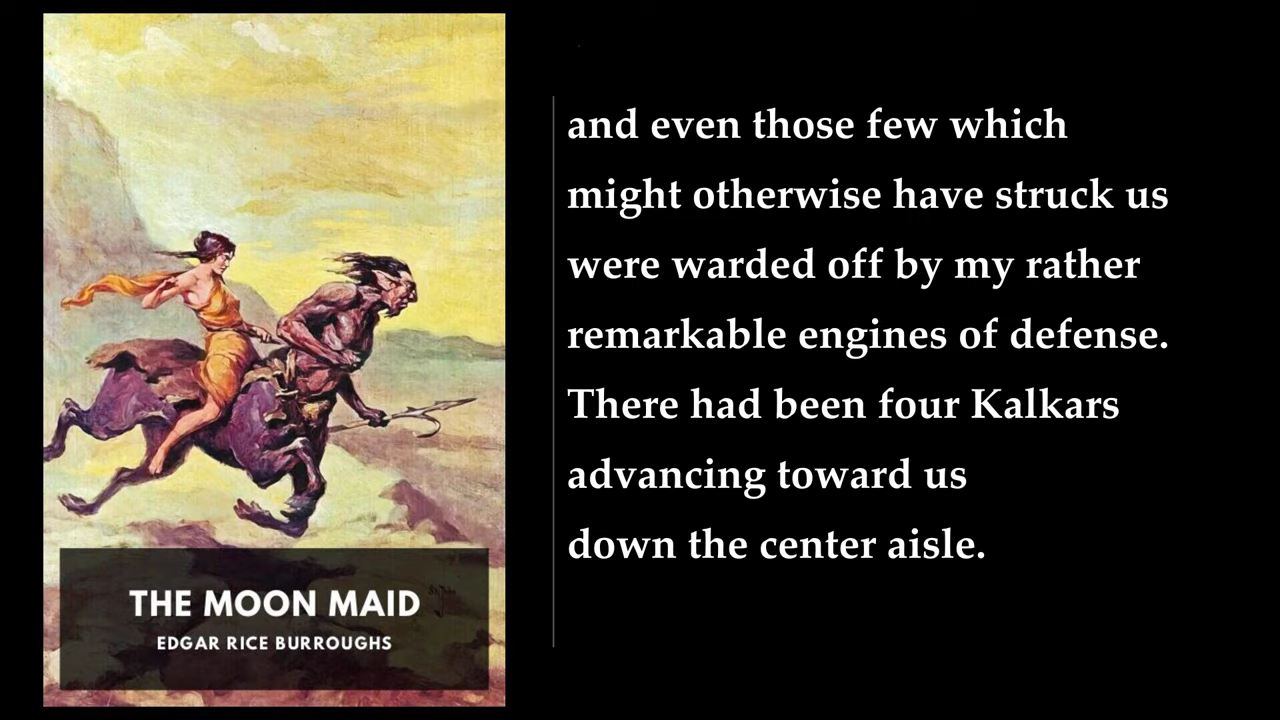 and even those few which
might otherwise have struck us
were warded off by my rather
remarkable engines of defense.
There had been four Kalkars
advancing toward us
down the center aisle.
THE MOON MAID
EDGAR RICE BURROUGHS